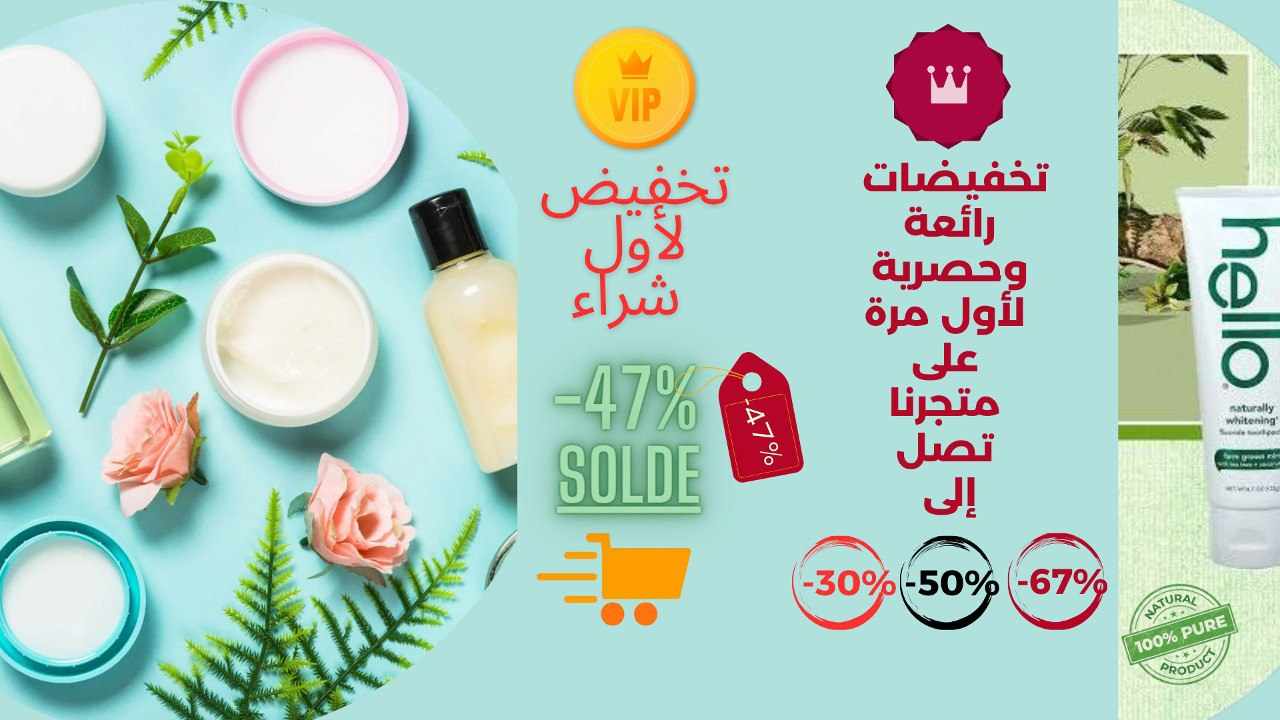 VIP
تخفيض
لأول
شراء
-47%
SOLDE
-47%
تخفيضات
رائعة
وحصرية
لأول مرة
على
متجرنا
تصل
إلى
-30%
-50%
-67%
hello
naturally
whitening
NATURAL
100% PURE
PRODUCT